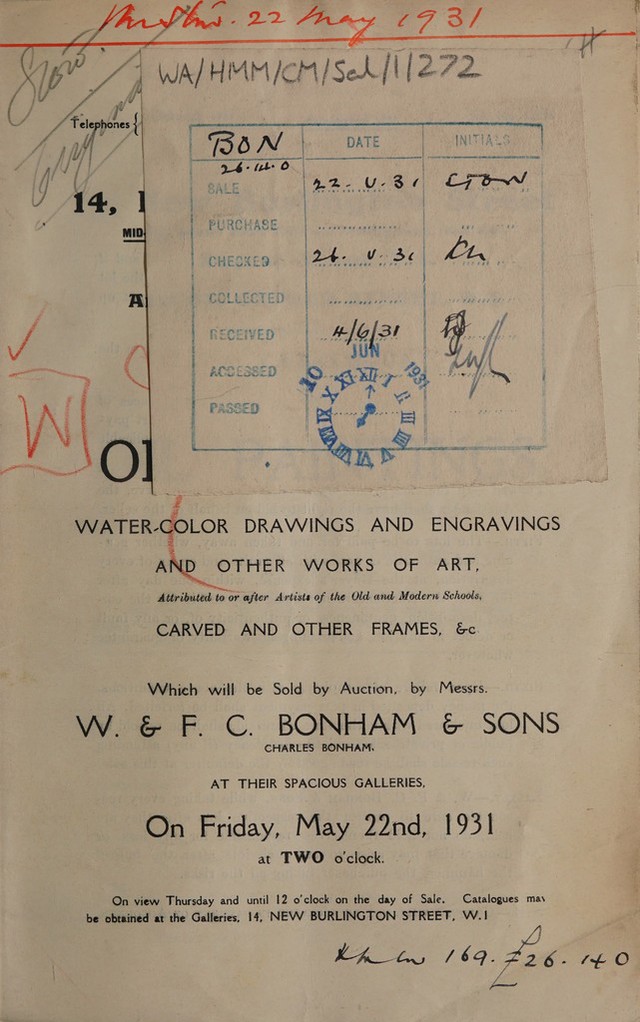 22 May 1931
WA/HMM/CM/Sal/1/272
Telephones {
14,
MID
BON DATE INITIALS
26.14.0
SALE 22. V. 31
PURCHASE
CHECKED 26. V. 31
COLLECTED
RECEIVED 4/6/31
ACCESSED
10 JUN 1931
PASSED
W
WATER-COLOR DRAWINGS AND ENGRAVINGS
AND OTHER WORKS OF ART,
Attributed to or after Artists of the Old and Modern Schools,
CARVED AND OTHER FRAMES, &c.
Which will be Sold by Auction, by Messrs.
W. & F. C. BONHAM & SONS
CHARLES BONHAM.
AT THEIR SPACIOUS GALLERIES,
On Friday, May 22nd, 1931
at TWO o'clock.
On view Thursday and until 12 o'clock on the day of Sale. Catalogues may
be obtained at the Galleries, 14, NEW BURLINGTON STREET, W.1
169. £26.14.0